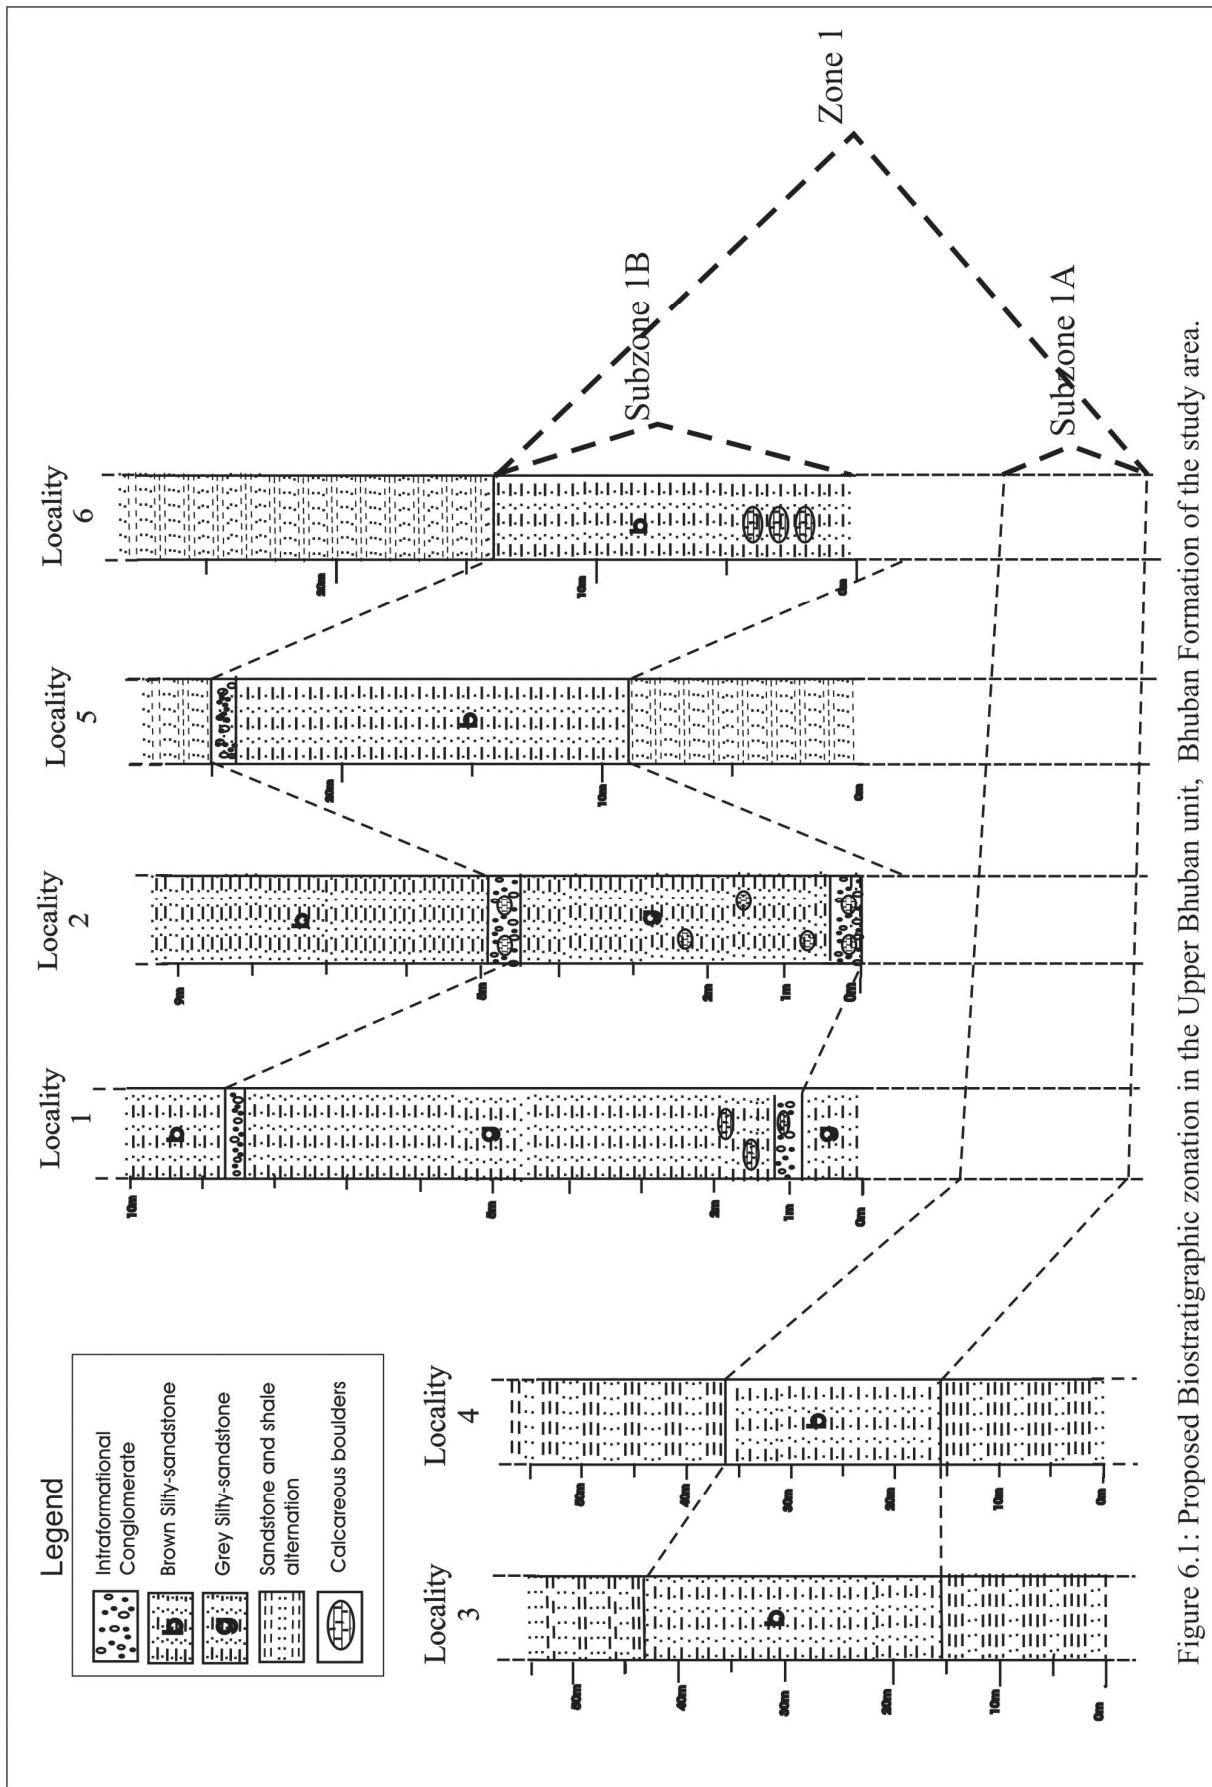 Legend
Intraformational
Conglomerate
b
Brown Silty-sandstone
g
Grey Silty-sandstone
Sandstone and shale
alternation
Calcareous boulders
Locality
3
50m
40m
30m
b
20m
10m
0m
Locality
4
50m
40m
30m
b
20m
10m
0m
Locality
1
10m
b
5m
g
2m
1m
g
0m
Locality
2
9m
b
5m
g
2m
1m
0m
Locality
5
20m
b
10m
0m
Locality
6
20m
10m
b
0m
Subzone 1B
Subzone 1A
Zone 1
Figure 6.1: Proposed Biostratigraphic zonation in the Upper Bhuban unit, Bhuban Formation of the study area.